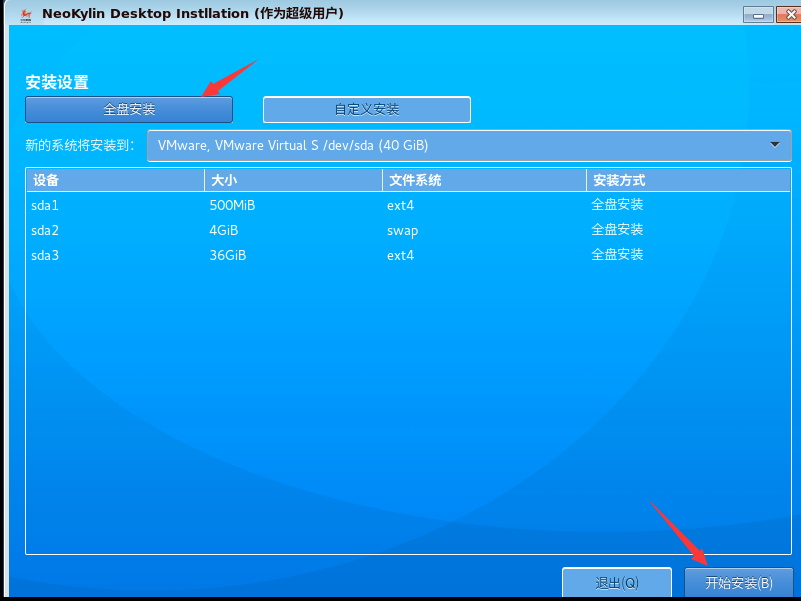 NeoKylin Desktop Instllation (作为超级用户)
安装设置
全盘安装 自定义安装
新的系统将安装到： VMware, VMware Virtual S /dev/sda (40 GiB)
设备 大小 文件系统 安装方式
sda1 500MiB ext4 全盘安装
sda2 4GiB swap 全盘安装
sda3 36GiB ext4 全盘安装
退出(Q) 开始安装(B)